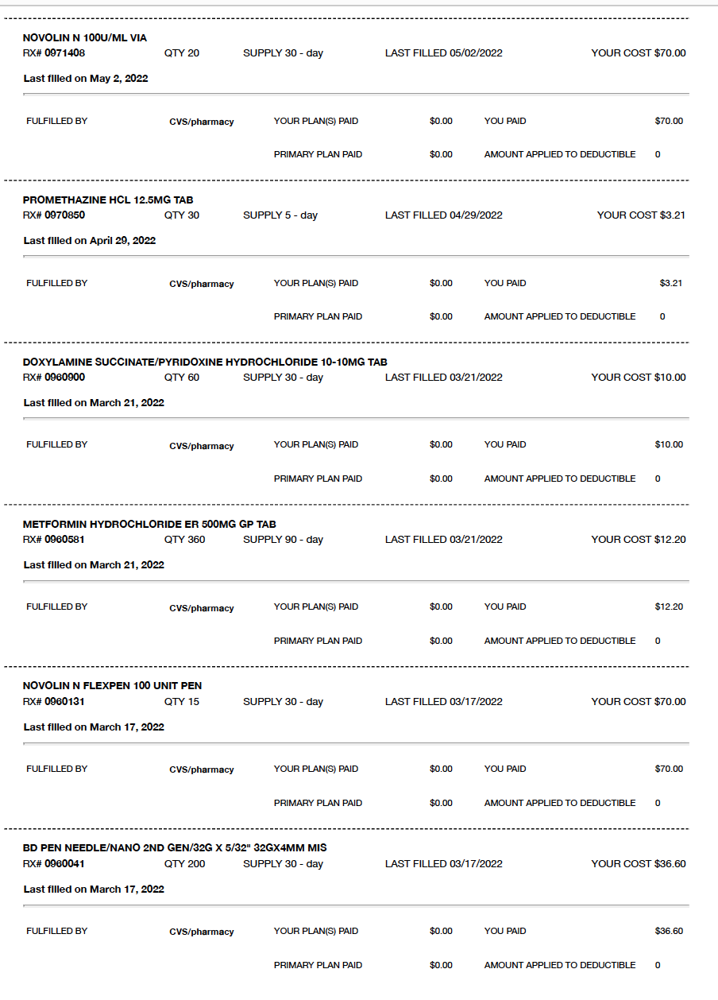 NOVOLIN N 100U/ML VIA
RX# 0971408 QTY 20 SUPPLY 30 - day LAST FILLED 05/02/2022 YOUR COST $70.00
Last filled on May 2, 2022
FULFILLED BY CVS/pharmacy YOUR PLAN(S) PAID $0.00 YOU PAID $70.00
PRIMARY PLAN PAID $0.00 AMOUNT APPLIED TO DEDUCTIBLE 0
PROMETHAZINE HCL 12.5MG TAB
RX# 0970850 QTY 30 SUPPLY 5 - day LAST FILLED 04/29/2022 YOUR COST $3.21
Last filled on April 29, 2022
FULFILLED BY CVS/pharmacy YOUR PLAN(S) PAID $0.00 YOU PAID $3.21
PRIMARY PLAN PAID $0.00 AMOUNT APPLIED TO DEDUCTIBLE 0
DOXYLAMINE SUCCINATE/PYRIDOXINE HYDROCHLORIDE 10-10MG TAB
RX# 0960900 QTY 60 SUPPLY 30 - day LAST FILLED 03/21/2022 YOUR COST $10.00
Last filled on March 21, 2022
FULFILLED BY CVS/pharmacy YOUR PLAN(S) PAID $0.00 YOU PAID $10.00
PRIMARY PLAN PAID $0.00 AMOUNT APPLIED TO DEDUCTIBLE 0
METFORMIN HYDROCHLORIDE ER 500MG GP TAB
RX# 0960581 QTY 360 SUPPLY 90 - day LAST FILLED 03/21/2022 YOUR COST $12.20
Last filled on March 21, 2022
FULFILLED BY CVS/pharmacy YOUR PLAN(S) PAID $0.00 YOU PAID $12.20
PRIMARY PLAN PAID $0.00 AMOUNT APPLIED TO DEDUCTIBLE 0
NOVOLIN N FLEXPEN 100 UNIT PEN
RX# 0960131 QTY 15 SUPPLY 30 - day LAST FILLED 03/17/2022 YOUR COST $70.00
Last filled on March 17, 2022
FULFILLED BY CVS/pharmacy YOUR PLAN(S) PAID $0.00 YOU PAID $70.00
PRIMARY PLAN PAID $0.00 AMOUNT APPLIED TO DEDUCTIBLE 0
BD PEN NEEDLE/NANO 2ND GEN/32G X 5/32" 32GX4MM MIS
RX# 0960041 QTY 200 SUPPLY 30 - day LAST FILLED 03/17/2022 YOUR COST $36.60
Last filled on March 17, 2022
FULFILLED BY CVS/pharmacy YOUR PLAN(S) PAID $0.00 YOU PAID $36.60
PRIMARY PLAN PAID $0.00 AMOUNT APPLIED TO DEDUCTIBLE 0